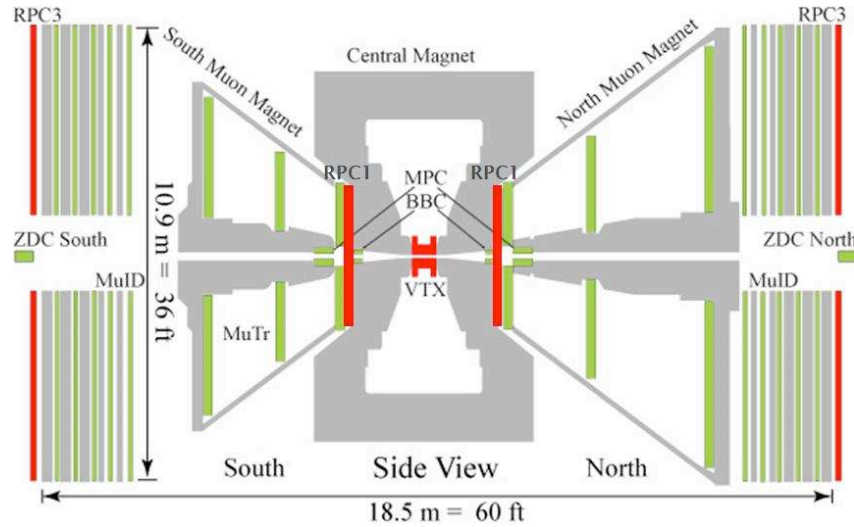 RPC3
RPC3
South Muon Magnet
Central Magnet
North Muon Magnet
RPC1
MPC
RPC1
BBC
10.9 m = 36 ft
ZDC South
ZDC North
VTX
MuID
MuID
MuTr
South
Side View
North
18.5 m = 60 ft